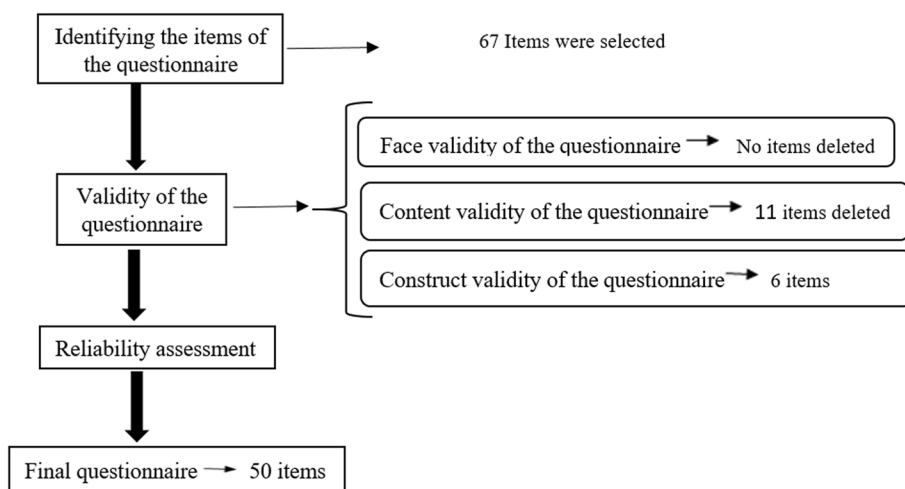 Identifying the items of
the questionnaire
67 Items were selected
Face validity of the questionnaire
No items deleted
Validity of the
questionnaire
Content validity of the questionnaire
11 items deleted
Construct validity of the questionnaire
6 items
Reliability assessment
Final questionnaire
50 items